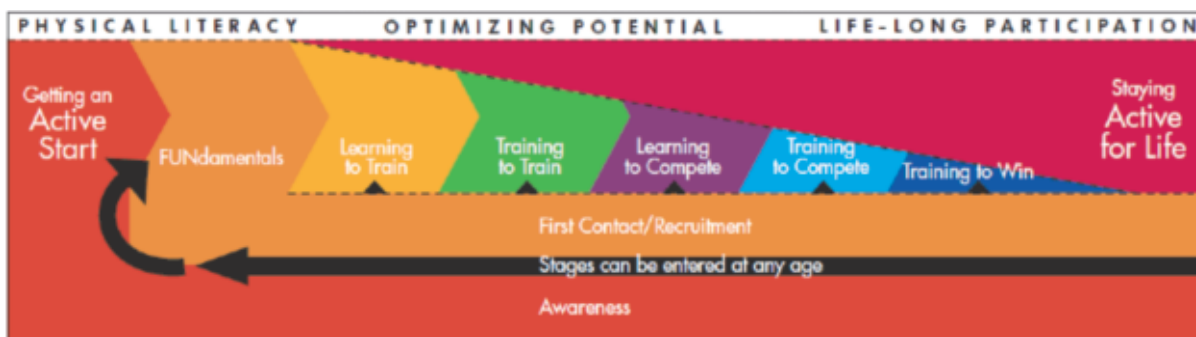 PHYSICAL LITERACY
OPTIMIZING POTENTIAL
LIFE-LONG PARTICIPATION
Getting an
Active
Start
FUNdamentals
Learning
to Train
Training
to Train
Learning
to Compete
Training
to Compete
Training to Win
Staying
Active
for Life
First Contact/Recruitment
Stages can be entered at any age
Awareness